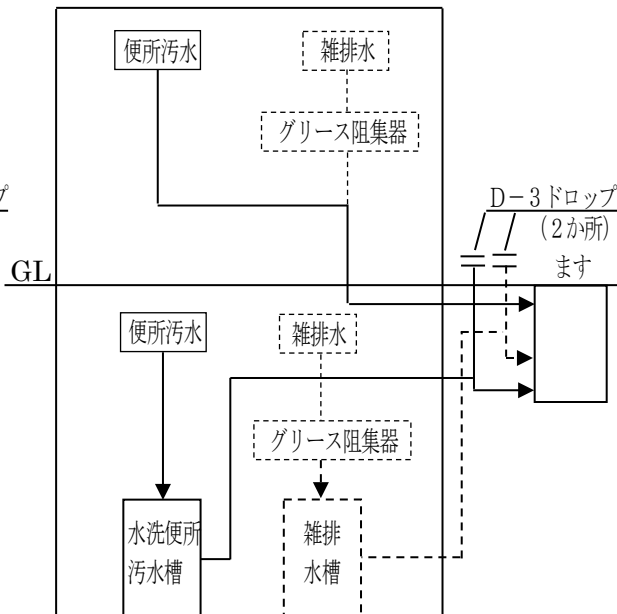 便所汚水
雑排水
グリース阻集器
プ
D-3ドロップ
(2か所)
ます
GL
便所汚水
雑排水
グリース阻集器
水洗便所
汚水槽
雑排
水槽